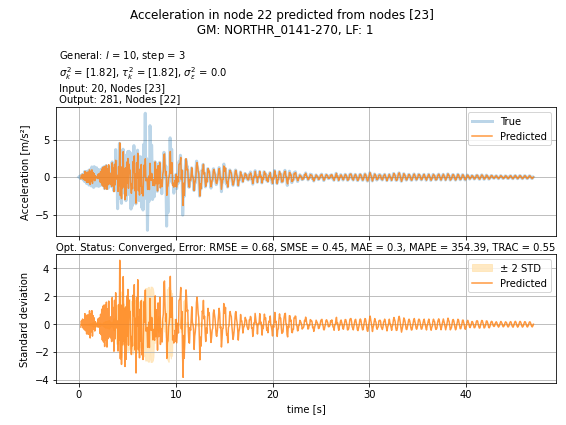 Acceleration in node 22 predicted from nodes [23]
GM: NORTHR_0141-270, LF: 1
General: l = 10, step = 3
σ²ₖ = [1.82], τ²ₖ = [1.82], σ²ε = 0.0
Input: 20, Nodes [23]
Output: 281, Nodes [22]
True
Predicted
5
0
−5
Acceleration [m/s²]
Opt. Status: Converged, Error: RMSE = 0.68, SMSE = 0.45, MAE = 0.3, MAPE = 354.39, TRAC = 0.55
± 2 STD
Predicted
4
2
0
−2
−4
Standard deviation
0 10 20 30 40
time [s]